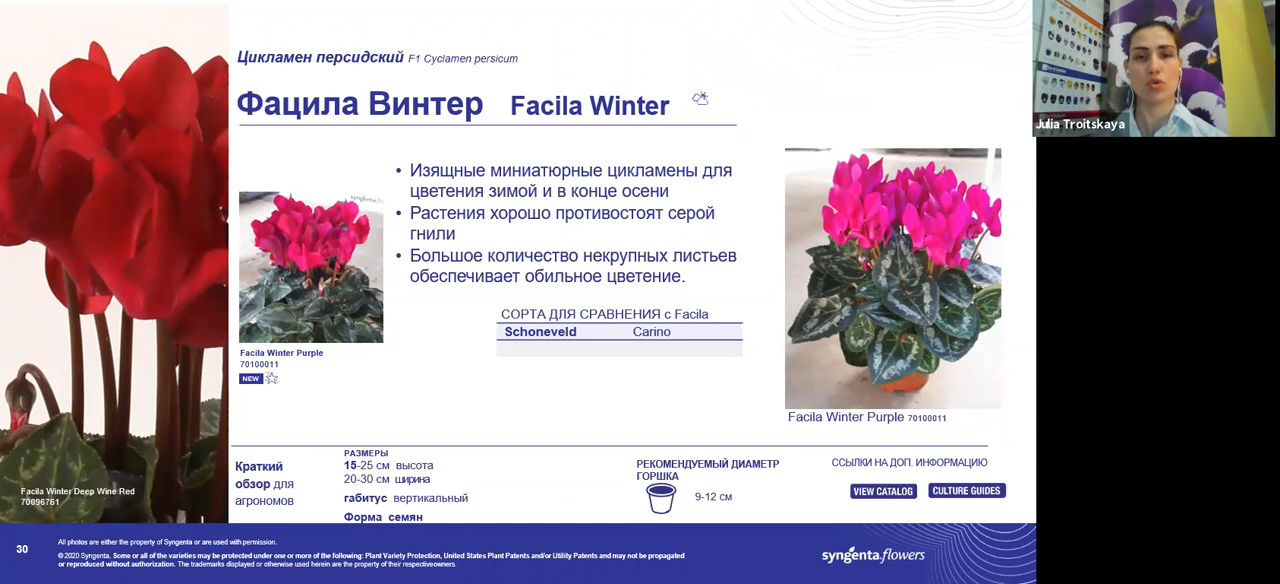 Цикламен персидский F1 Cyclamen persicum
Фацила Винтер Facila Winter
• Изящные миниатюрные цикламены для
цветения зимой и в конце осени
• Растения хорошо противостоят серой
гнили
• Большое количество некрупных листьев
обеспечивает обильное цветение.
СОРТА ДЛЯ СРАВНЕНИЯ с Facila
Schoneveld Carino
Facila Winter Purple
70100011
NEW
Facila Winter Purple 70100011
Facila Winter Deep Wine Red
70096761
Краткий
обзор для
агрономов
РАЗМЕРЫ
15-25 см высота
20-30 см ширина
габитус вертикальный
Форма семян
РЕКОМЕНДУЕМЫЙ ДИАМЕТР
ГОРШКА
9-12 см
ССЫЛКИ НА ДОП. ИНФОРМАЦИЮ
VIEW CATALOG
CULTURE GUIDES
30
All photos are either the property of Syngenta or are used with permission.
© 2020 Syngenta. Some or all of the varieties may be protected under one or more of the following: Plant Variety Protection, United States Plant Patents and/or Utility Patents and may not be propagated
or reproduced without authorization. The trademarks displayed or otherwise used herein are the property of their respectiveowners.
syngenta.flowers
Julia Troitskaya